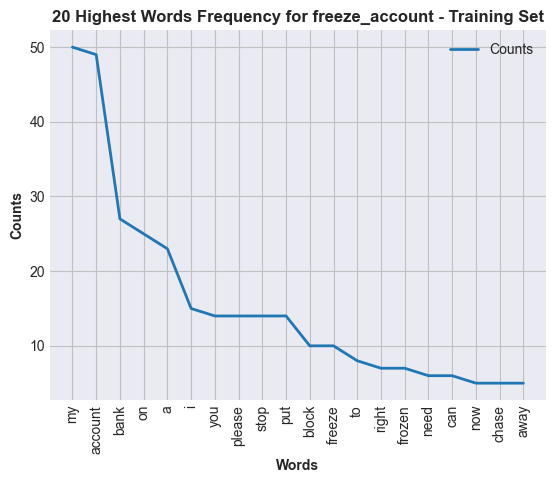 20 Highest Words Frequency for freeze_account - Training Set
Counts
50
40
30
20
10
Counts
my
account
bank
on
a
i
you
please
stop
put
block
freeze
to
right
frozen
need
can
now
chase
away
Words